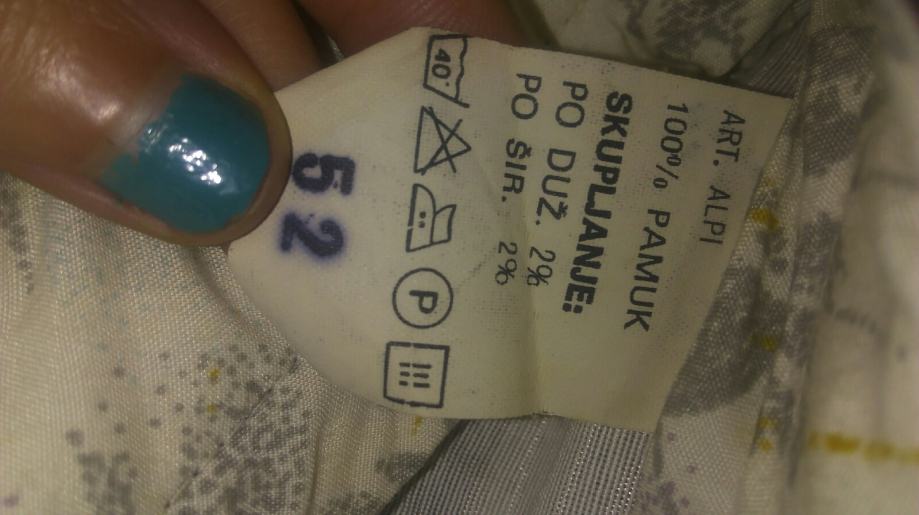 ART. ALPI
100% PAMUK
SKUPLJANJE:
PO DUŽ. 2%
PO ŠIR. 2%
40°
P
52